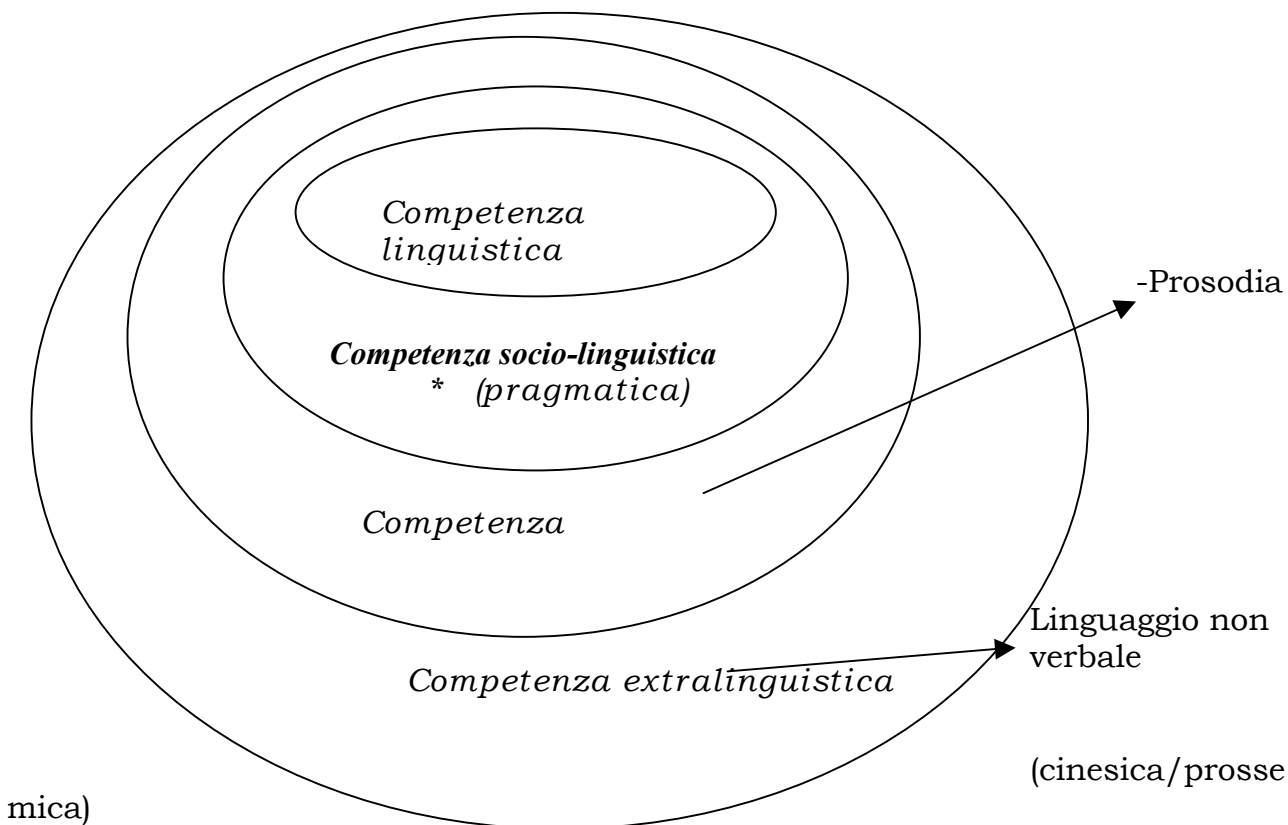 Competenza
linguistica
-Prosodia
Competenza socio-linguistica
* (pragmatica)
Competenza
Linguaggio non
verbale
Competenza extralinguistica
(cinesica/prosse
mica)